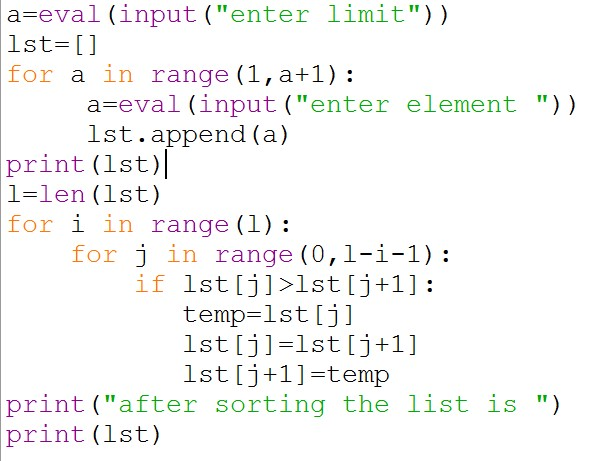 a=eval(input("enter limit"))
lst=[]
for a in range(1,a+1):
     a=eval(input("enter element "))
     lst.append(a)
print(lst)
l=len(lst)
for i in range(l):
    for j in range(0,l-i-1):
        if lst[j]>lst[j+1]:
           temp=lst[j]
           lst[j]=lst[j+1]
           lst[j+1]=temp
print("after sorting the list is ")
print(lst)